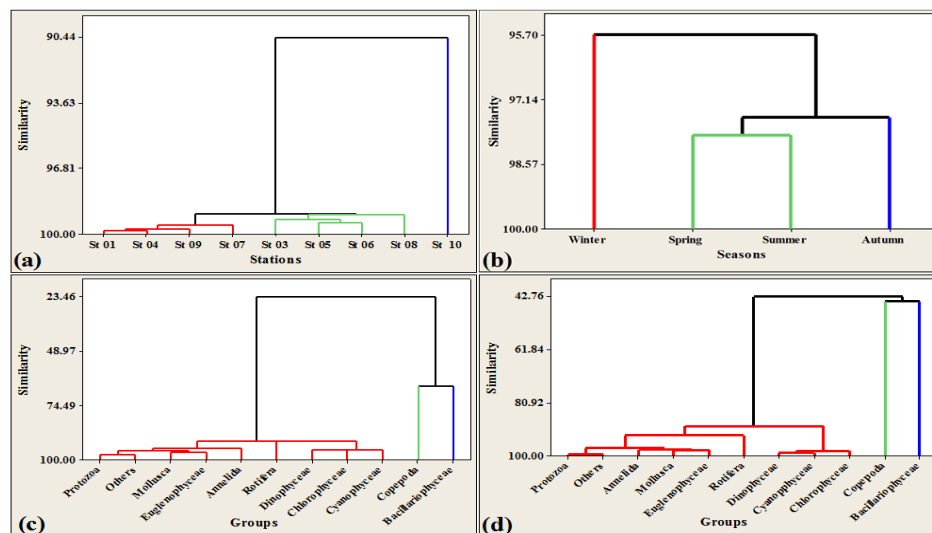 90.44
93.63
96.81
100.00
Similarity
St 01 St 04 St 09 St 07 St 03 St 05 St 06 St 08 St 10
Stations
(a)
95.70
97.14
98.57
100.00
Similarity
Winter Spring Summer Autumn
Seasons
(b)
23.46
48.97
74.49
100.00
Similarity
Protozoa Others Mollusca Euglenophyceae Annelida Rotifera Dinophyceae Chlorophyceae Cyanophyceae Copepoda Bacillariophyceae
Groups
(c)
42.76
61.84
80.92
100.00
Similarity
Protozoa Others Annelida Mollusca Euglenophyceae Rotifera Dinophyceae Cyanopphyceae Chlorophyceae Copepoda Bacillariophyceae
Groups
(d)